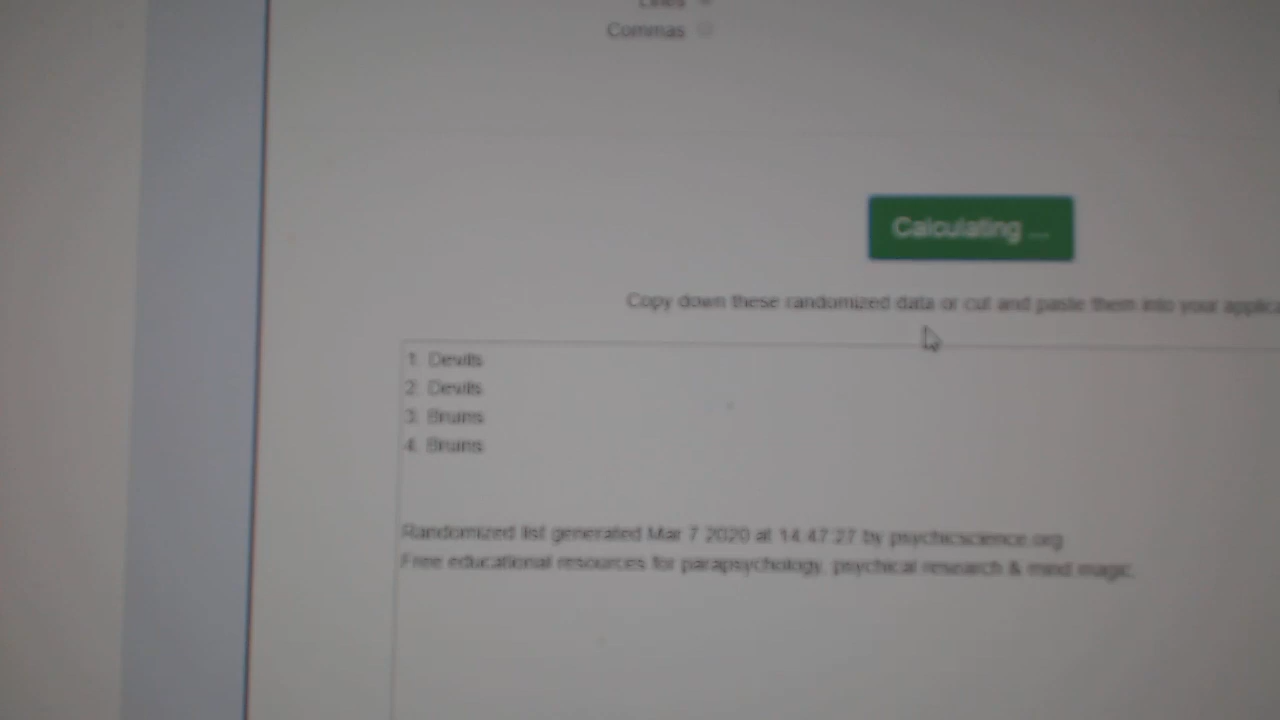 Lines
Commas
Calculating ...
Copy down these randomized data or cut and paste them into your applica
1. Devils
2. Devils
3. Bruins
4. Bruins
Randomized list generated Mar 7 2020 at 14:47:27 by psychicscience.org
Free educational resources for parapsychology, psychical research & mind magic.